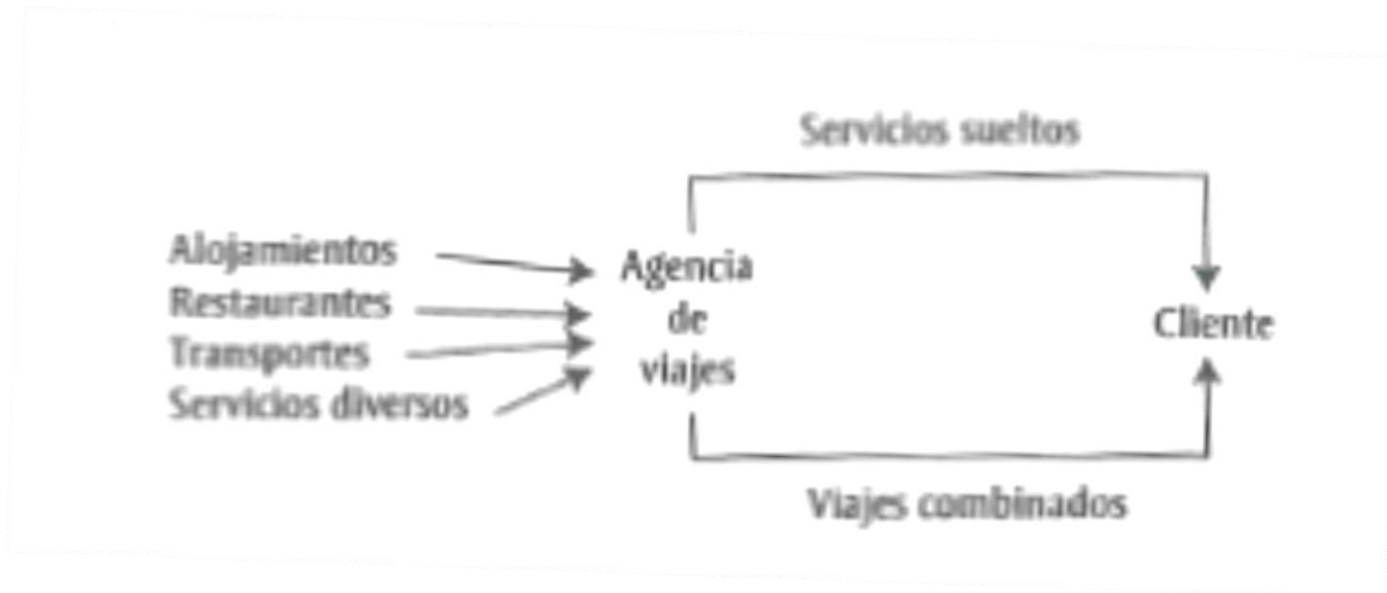 Servicios sueltos
Alojamientos
Restaurantes
Transportes
Servicios diversos
Agencia
de
viajes
Cliente
Viajes combinados